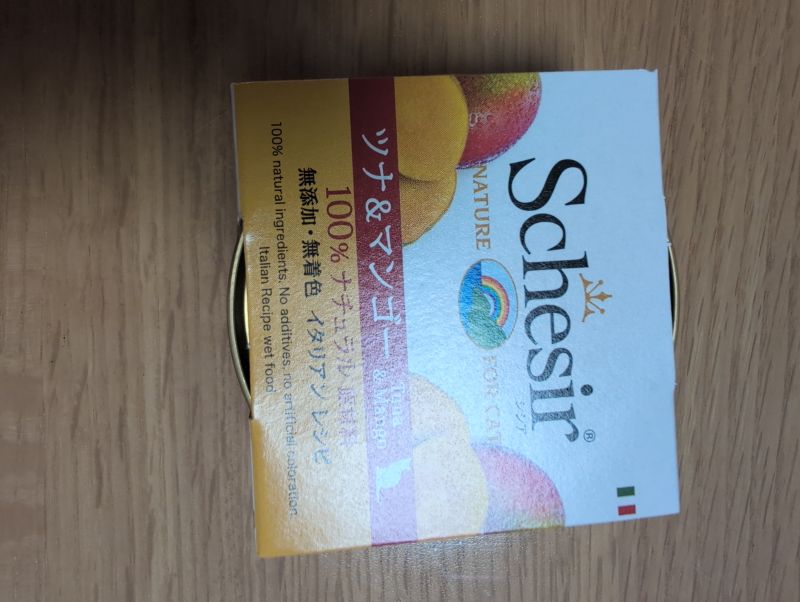 Schesir®
シシア
NATURE FOR CAT
ツナ&マンゴー Tuna & Mango
100% ナチュラル原材料
無添加・無着色 イタリアン レシピ
100% natural ingredients. No additives, no artificial coloration.
Italian Recipe wet food